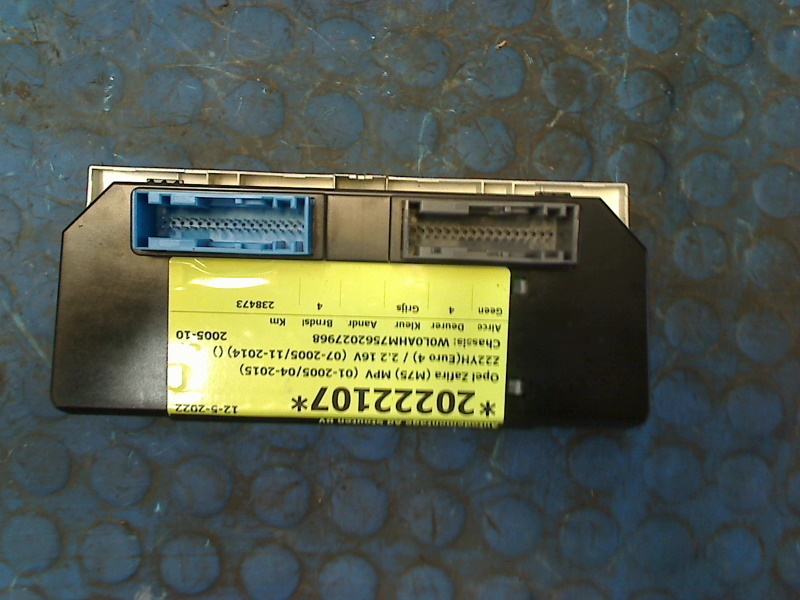 *20222107* 12-5-2022
Opel Zafira (M75) MPV (01-2005/04-2015)
Z22YH(Euro 4) / 2.2 16V (07-2005/11-2014) ()
Chassis: WL0AHM7562027968 2005-10
Airco Deurer Kleur Aandr Brndsl Km
Geen 4 Grijs 4 238473